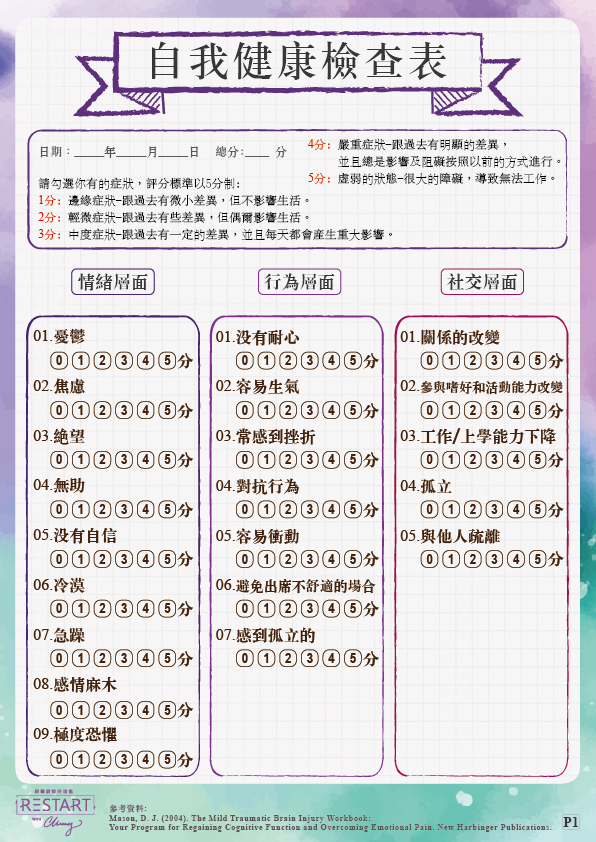 自我健康檢查表
日期：_____年_____月_____日　總分:____ 分
請勾選你有的症狀，評分標準以5分制:
1分: 邊緣症狀–跟過去有微小差異，但不影響生活。
2分: 輕微症狀–跟過去有些差異，但偶爾影響生活。
3分: 中度症狀–跟過去有一定的差異，並且每天都會產生重大影響。
4分: 嚴重症狀–跟過去有明顯的差異，
並且總是影響及阻礙按照以前的方式進行。
5分: 虛弱的狀態–很大的障礙，導致無法工作。
情緒層面
01.憂鬱
0 1 2 3 4 5 分
02.焦慮
0 1 2 3 4 5 分
03.絶望
0 1 2 3 4 5 分
04.無助
0 1 2 3 4 5 分
05.没有自信
0 1 2 3 4 5 分
06.冷漠
0 1 2 3 4 5 分
07.急躁
0 1 2 3 4 5 分
08.感情麻木
0 1 2 3 4 5 分
09.極度恐懼
0 1 2 3 4 5 分
行為層面
01.没有耐心
0 1 2 3 4 5 分
02.容易生氣
0 1 2 3 4 5 分
03.常感到挫折
0 1 2 3 4 5 分
04.對抗行為
0 1 2 3 4 5 分
05.容易衝動
0 1 2 3 4 5 分
06.避免出席不舒適的場合
0 1 2 3 4 5 分
07.感到孤立的
0 1 2 3 4 5 分
社交層面
01.關係的改變
0 1 2 3 4 5 分
02.參與嗜好和活動能力改變
0 1 2 3 4 5 分
03.工作/上學能力下降
0 1 2 3 4 5 分
04.孤立
0 1 2 3 4 5 分
05.與他人疏離
0 1 2 3 4 5 分
RESTART
WITH
參考資料:
Mason, D. J. (2004). The Mild Traumatic Brain Injury Workbook:
Your Program for Regaining Cognitive Function and Overcoming Emotional Pain. New Harbinger Publications.
P1